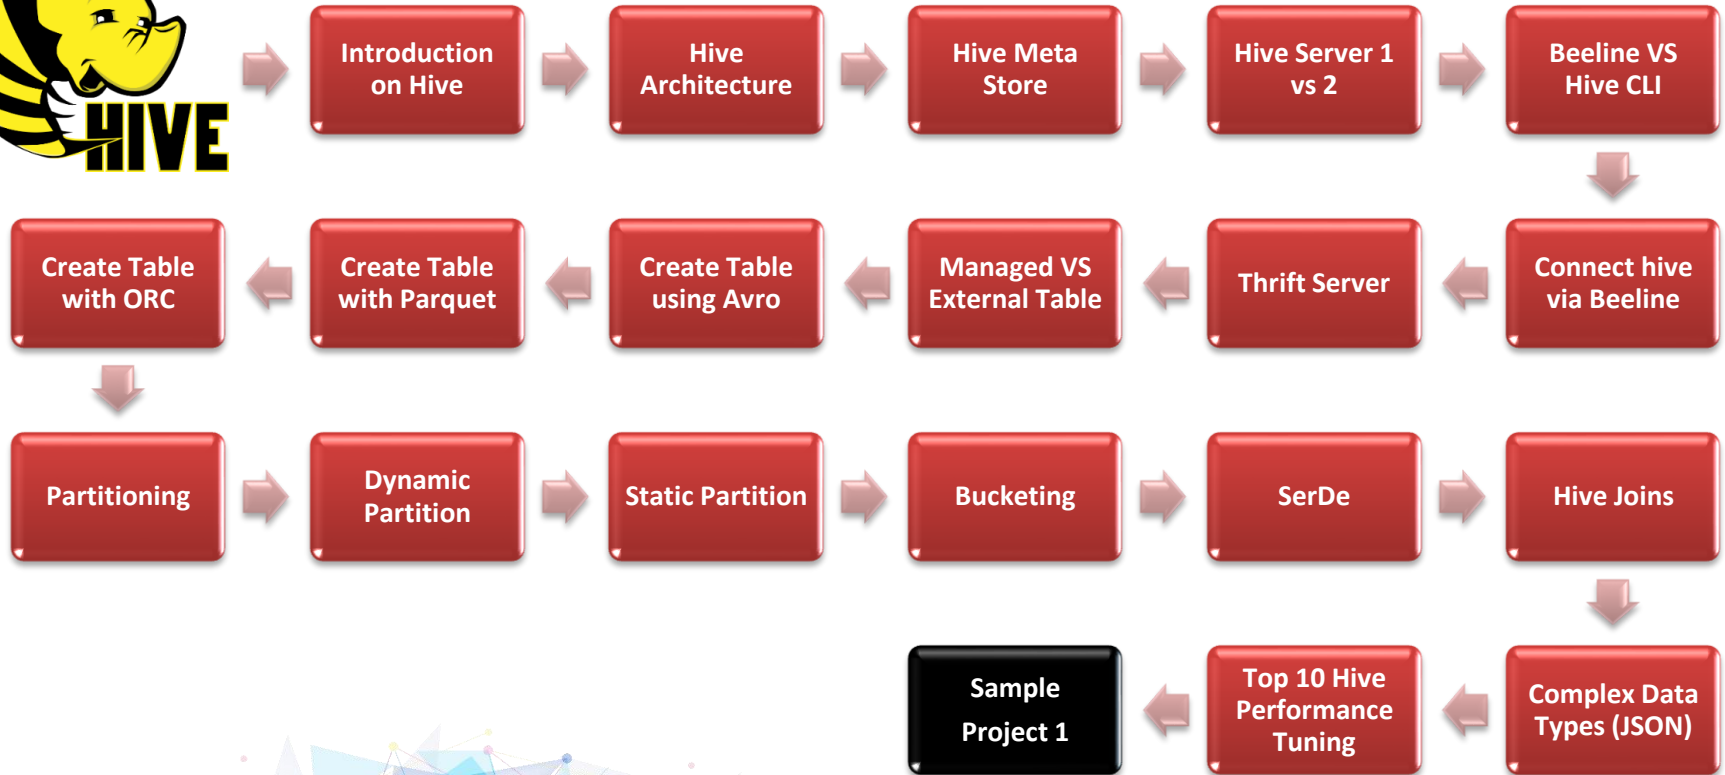 HIVE
Introduction
on Hive
Hive
Architecture
Hive Meta
Store
Hive Server 1
vs 2
Beeline VS
Hive CLI
Connect hive
via Beeline
Thrift Server
Managed VS
External Table
Create Table
using Avro
Create Table
with Parquet
Create Table
with ORC
Partitioning
Dynamic
Partition
Static Partition
Bucketing
SerDe
Hive Joins
Complex Data
Types (JSON)
Top 10 Hive
Performance
Tuning
Sample
Project 1